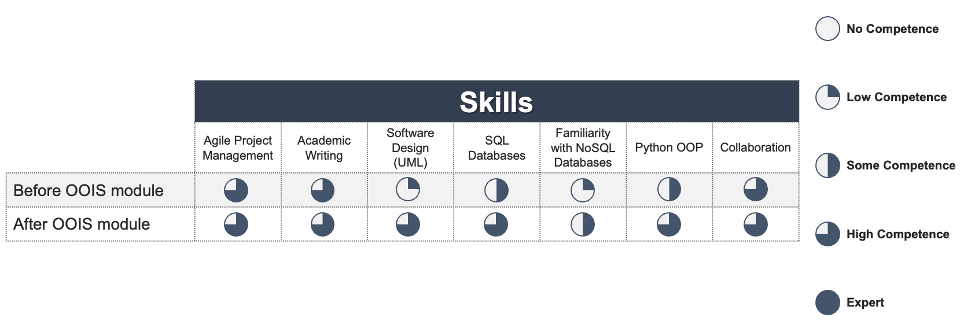 Skills
Agile Project
Management
Academic
Writing
Software
Design
(UML)
SQL
Databases
Familiarity
with NoSQL
Databases
Python OOP
Collaboration
Before OOIS module
After OOIS module
No Competence
Low Competence
Some Competence
High Competence
Expert